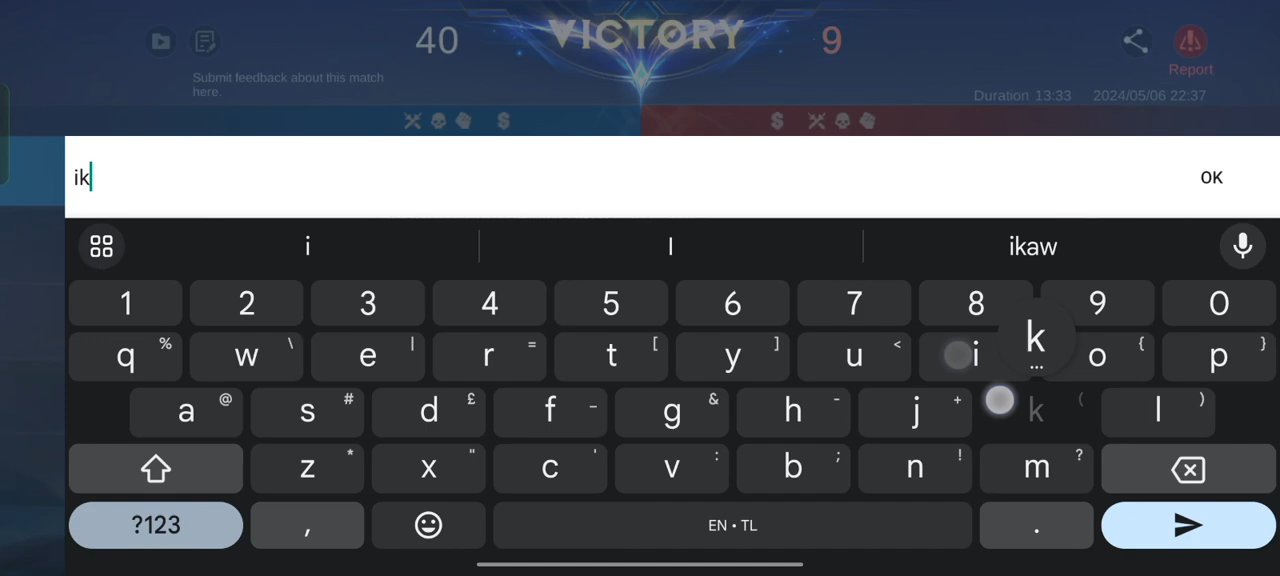 40 VICTORY 9
Submit feedback about this match
here.
Report
Duration 13:33 2024/05/06 22:37
$ $
ik OK
i I ikaw
1 2 3 4 5 6 7 8 9 0
q % w \ e | r = t [ y ] u < i k o { p }
a @ s # d £ f _ g & h - j + k ( l )
z * x " c ' v : b ; n ! m ?
?123 , EN • TL .